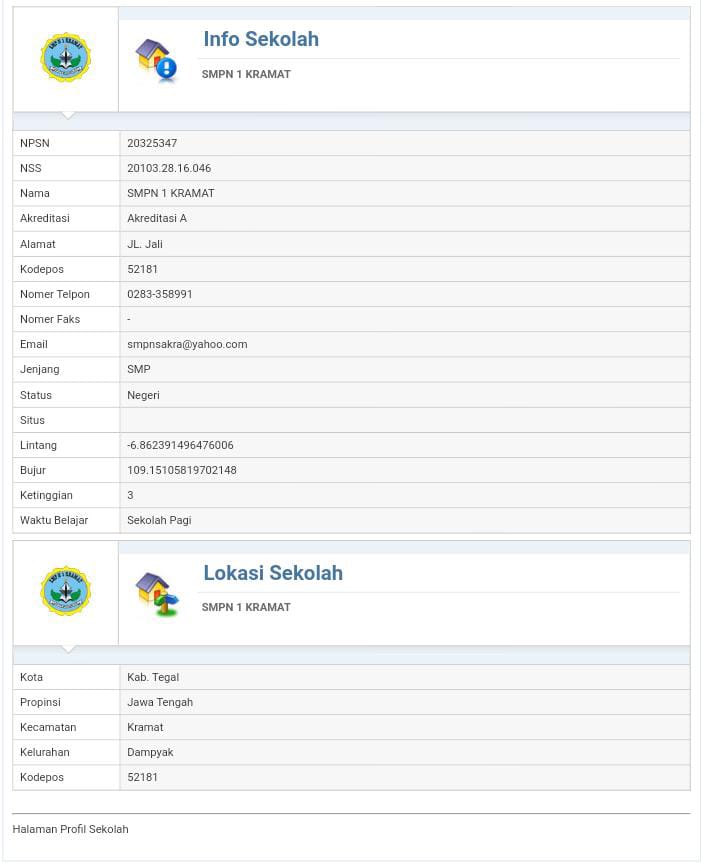 Info Sekolah
SMPN 1 KRAMAT
NPSN 20325347
NSS 20103.28.16.046
Nama SMPN 1 KRAMAT
Akreditasi Akreditasi A
Alamat JL. Jali
Kodepos 52181
Nomer Telpon 0283-358991
Nomer Faks -
Email smpnsakra@yahoo.com
Jenjang SMP
Status Negeri
Situs
Lintang -6.862391496476006
Bujur 109.15105819702148
Ketinggian 3
Waktu Belajar Sekolah Pagi
Lokasi Sekolah
SMPN 1 KRAMAT
Kota Kab. Tegal
Propinsi Jawa Tengah
Kecamatan Kramat
Kelurahan Dampyak
Kodepos 52181
Halaman Profil Sekolah